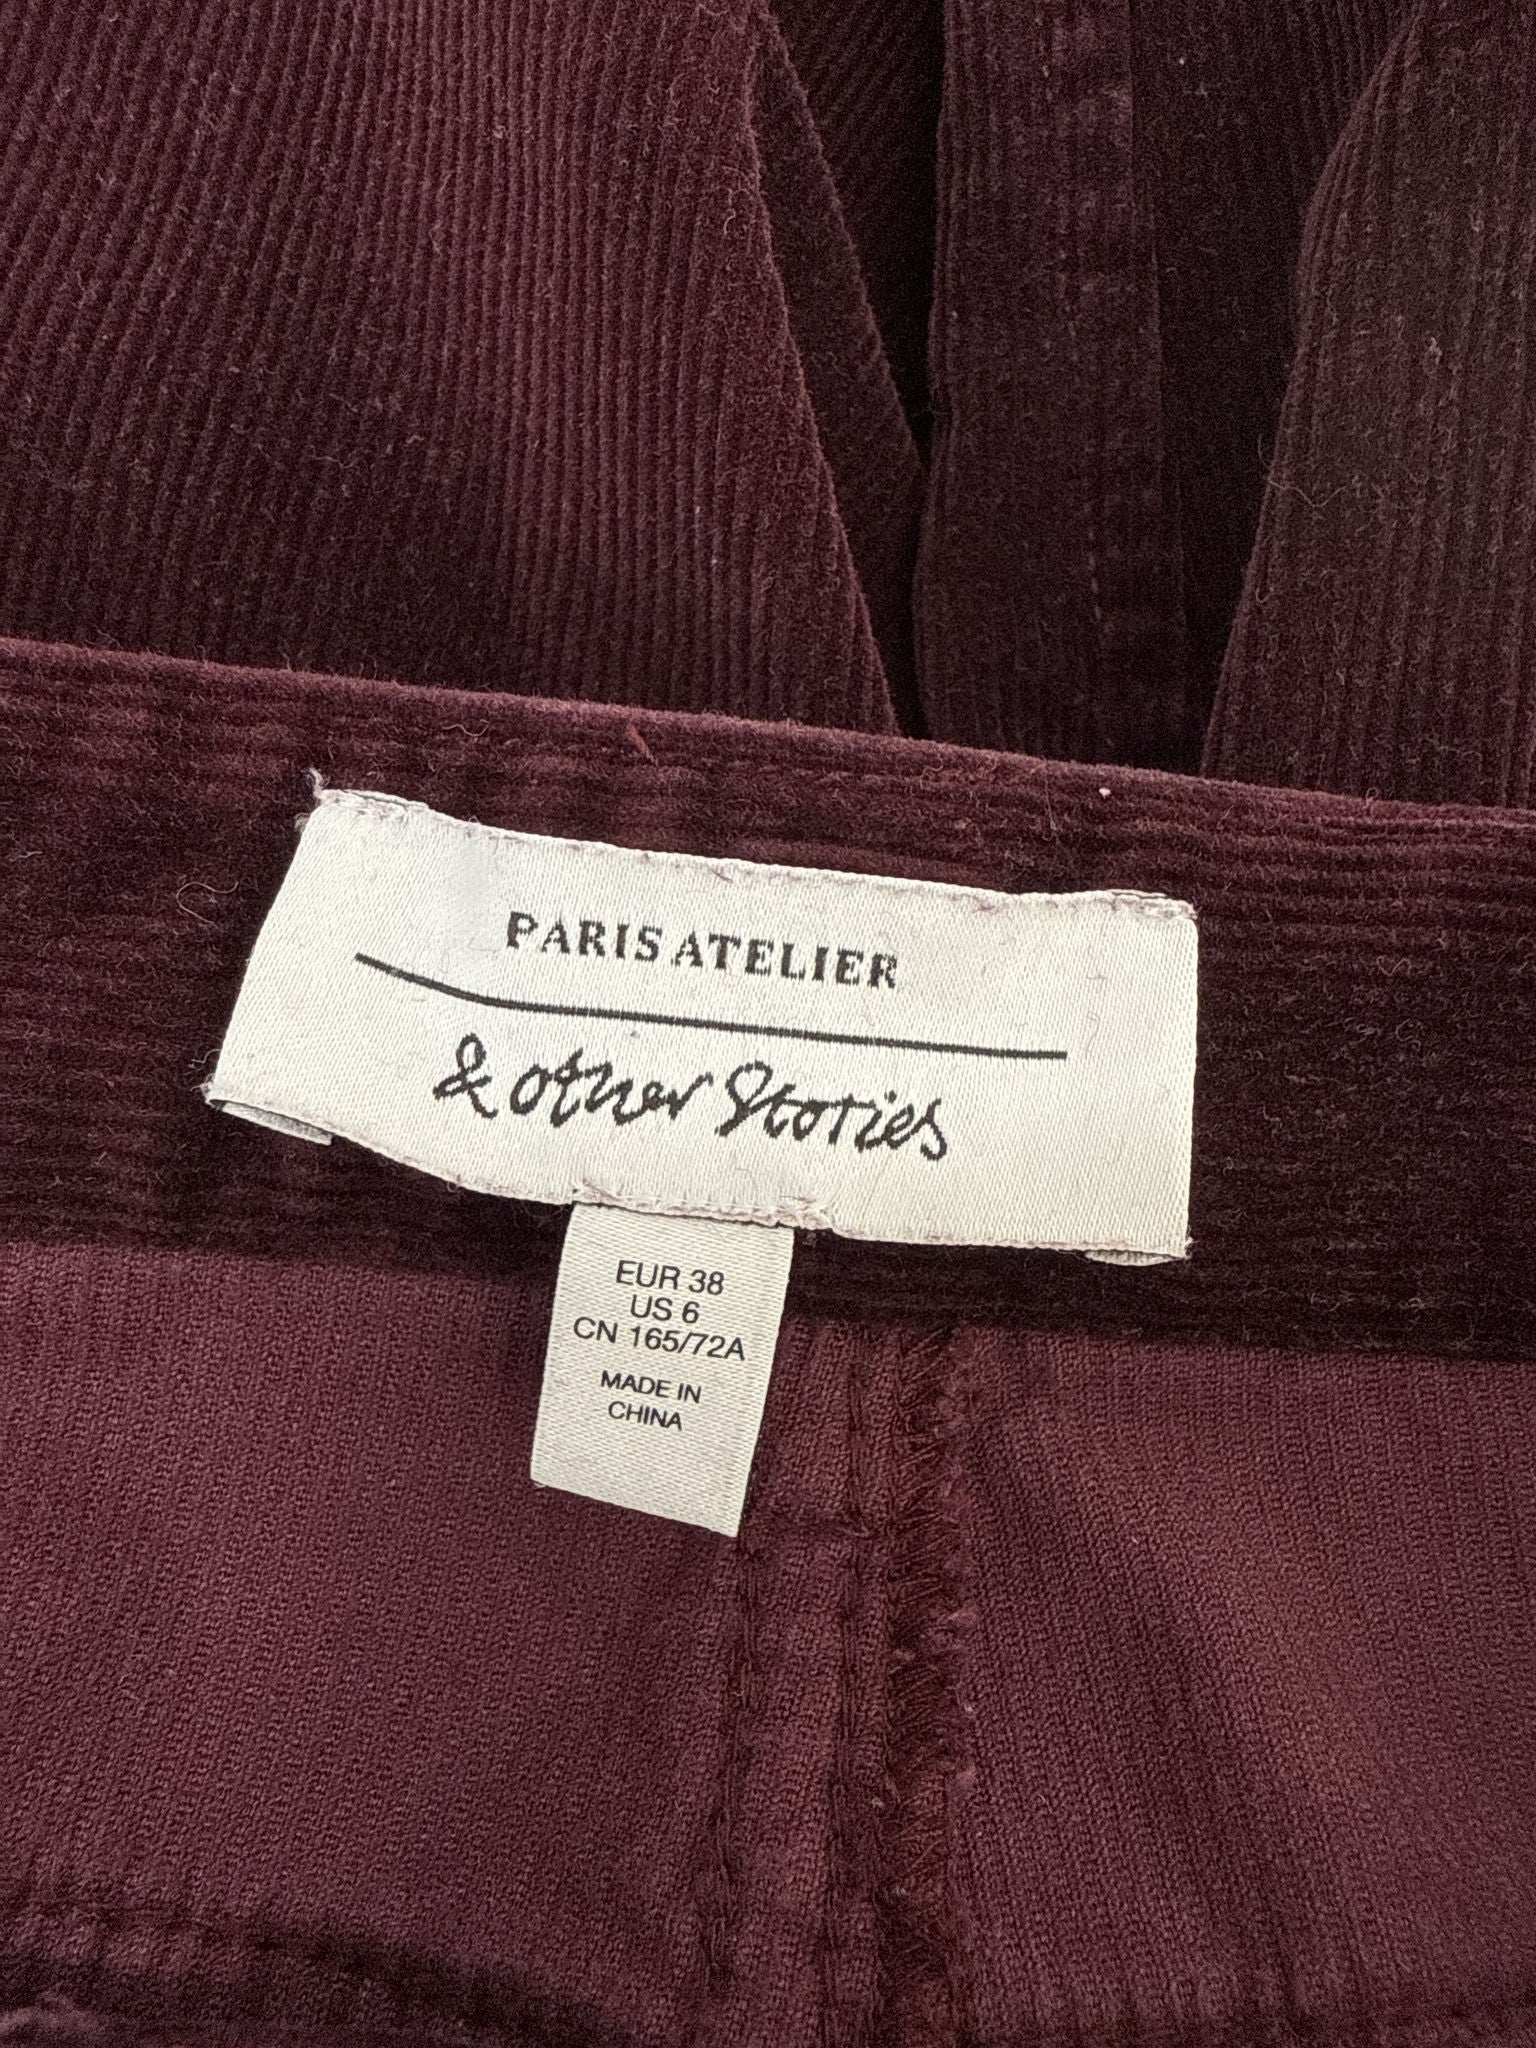 PARIS ATELIER
& other Stories
EUR 38
US 6
CN 165/72A
MADE IN
CHINA